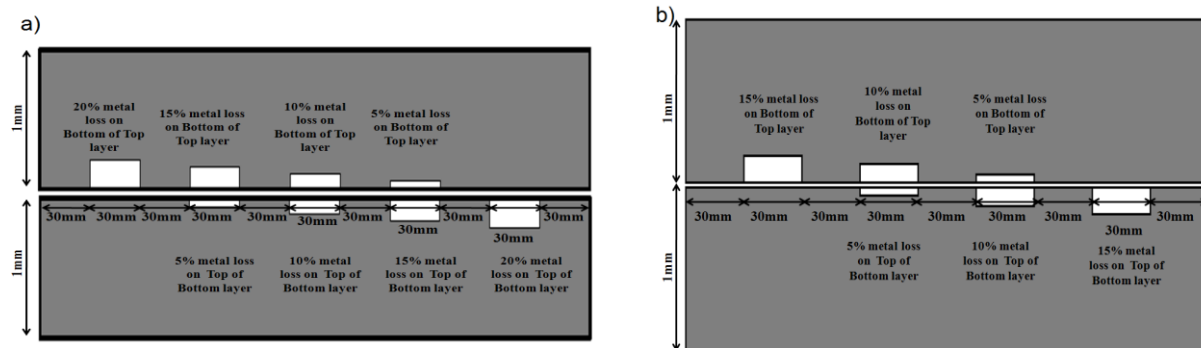 a)
1mm
20% metal
loss on
Bottom of Top
layer
15% metal loss
on Bottom of
Top layer
10% metal
loss on
Bottom of Top
layer
5% metal loss
on Bottom of
Top layer
1mm
30mm
30mm
30mm
30mm
30mm
30mm
30mm
30mm
30mm
30mm
30mm
5% metal loss
on Top of
Bottom layer
10% metal
loss on Top of
Bottom layer
15% metal
loss on Top of
Bottom layer
20% metal
loss on Top of
Bottom layer
b)
1mm
15% metal loss
on Bottom of
Top layer
10% metal
loss on
Bottom of Top
layer
5% metal loss
on Bottom of
Top layer
1mm
30mm
30mm
30mm
30mm
30mm
30mm
30mm
30mm
30mm
5% metal loss
on Top of
Bottom layer
10% metal
loss on Top of
Bottom layer
15% metal
loss on Top of
Bottom layer